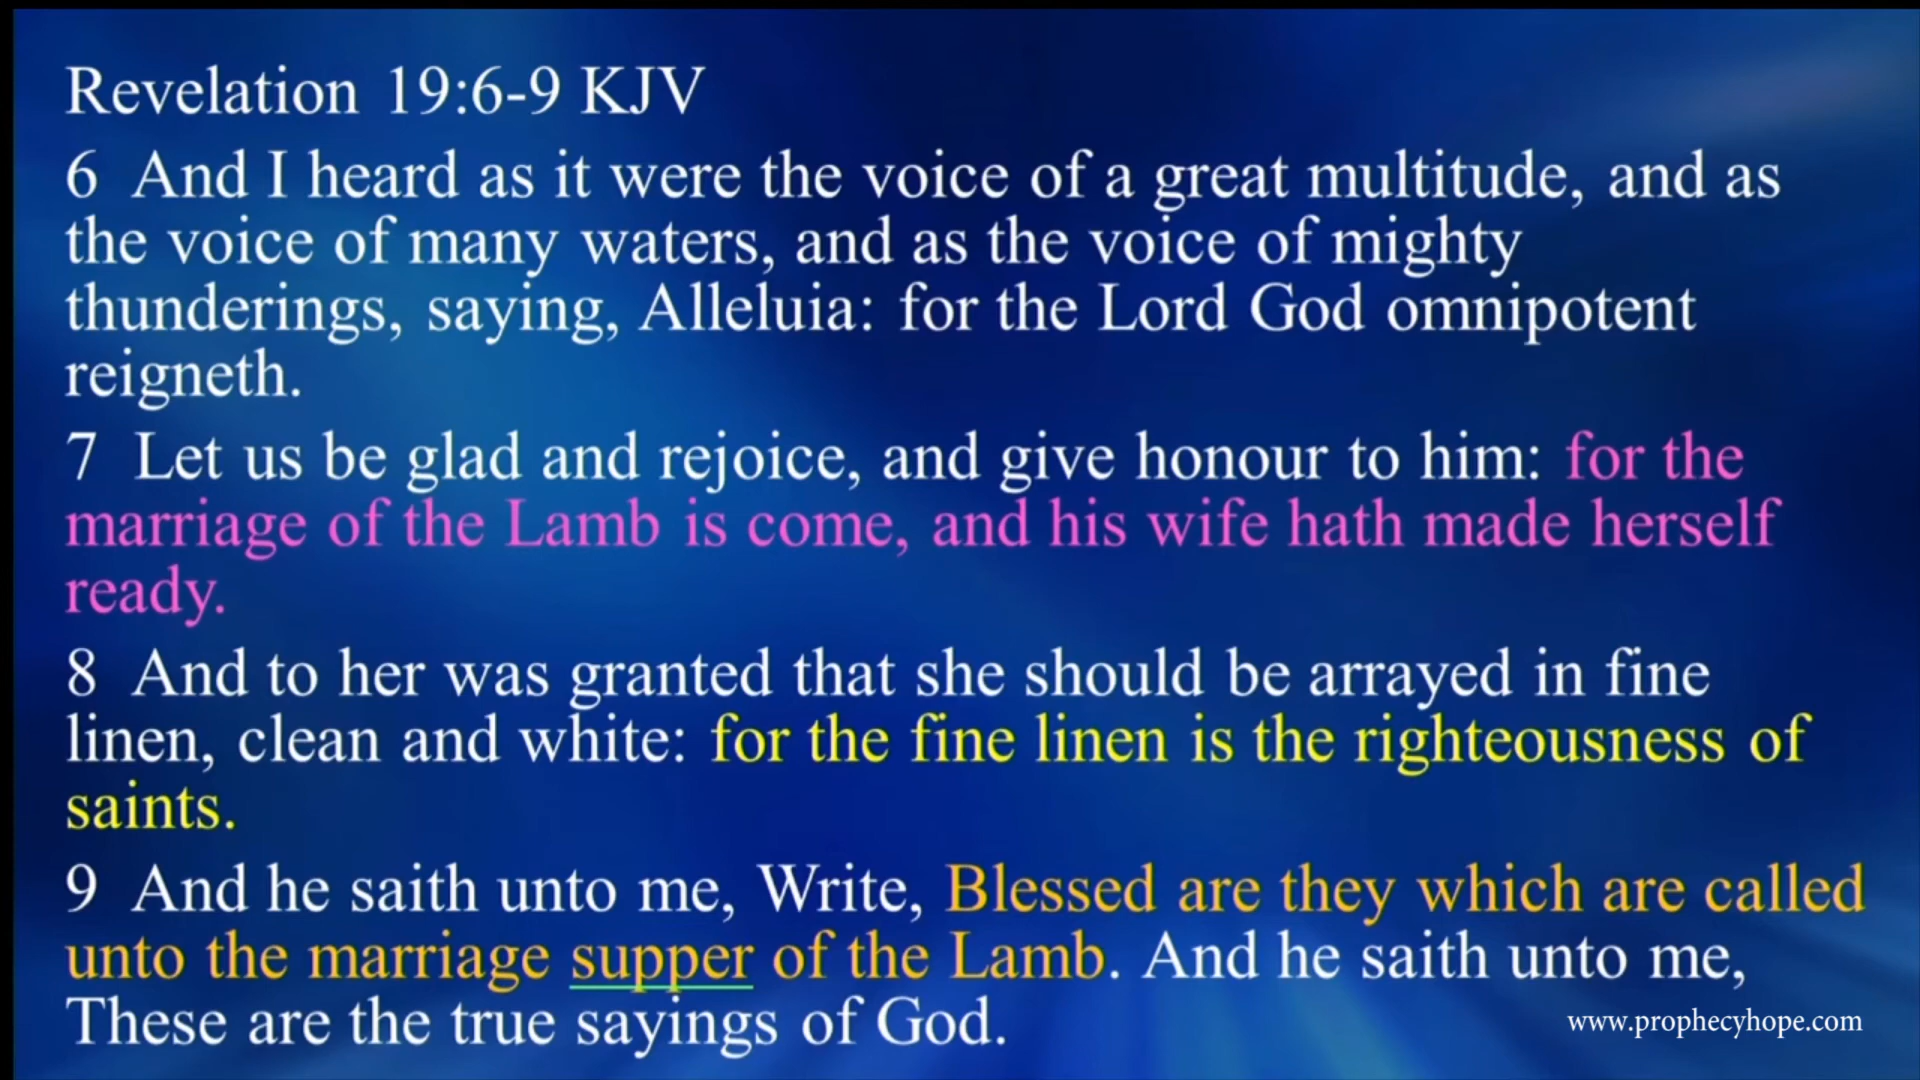 Revelation 19:6-9 KJV
6 And I heard as it were the voice of a great multitude, and as
the voice of many waters, and as the voice of mighty
thunderings, saying, Alleluia: for the Lord God omnipotent
reigneth.
7 Let us be glad and rejoice, and give honour to him: for the
marriage of the Lamb is come, and his wife hath made herself
ready.
8 And to her was granted that she should be arrayed in fine
linen, clean and white: for the fine linen is the righteousness of
saints.
9 And he saith unto me, Write, Blessed are they which are called
unto the marriage supper of the Lamb. And he saith unto me,
These are the true sayings of God.
www.prophecyhope.com